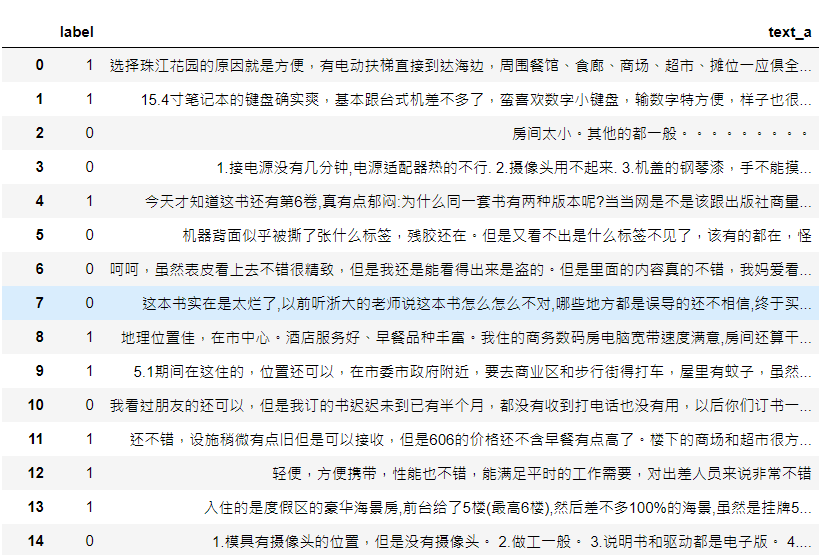 label text_a
0 1 选择珠江花园的原因就是方便，有电动扶梯直接到达海边，周围餐馆、食廊、商场、超市、摊位一应俱全...
1 1 15.4寸笔记本的键盘确实爽，基本跟台式机差不多了，蛮喜欢数字小键盘，输数字特方便，样子也很...
2 0 房间太小。其他的都一般。。。。。。。。。
3 0 1.接电源没有几分钟,电源适配器热的不行. 2.摄像头用不起来. 3.机盖的钢琴漆，手不能摸...
4 1 今天才知道这书还有第6卷,真有点郁闷:为什么同一套书有两种版本呢?当当网是不是该跟出版社商量...
5 0 机器背面似乎被撕了张什么标签，残胶还在。但是又看不出是什么标签不见了，该有的都在，怪
6 0 呵呵，虽然表皮看上去不错很精致，但是我还是能看得出来是盗的。但是里面的内容真的不错，我妈爱看...
7 0 这本书实在是太烂了,以前听浙大的老师说这本书怎么怎么不对,哪些地方都是误导的还不相信,终于买...
8 1 地理位置佳，在市中心。酒店服务好、早餐品种丰富。我住的商务数码房电脑宽带速度满意,房间还算干...
9 1 5.1期间在这住的，位置还可以，在市委市政府附近，要去商业区和步行街得打车，屋里有蚊子，虽然...
10 0 我看过朋友的还可以，但是我订的书迟迟未到已有半个月，都没有收到打电话也没有用，以后你们订书一...
11 1 还不错，设施稍微有点旧但是可以接收，但是606的价格还不含早餐有点高了。楼下的商场和超市很方...
12 1 轻便，方便携带，性能也不错，能满足平时的工作需要，对出差人员来说非常不错
13 1 入住的是度假区的豪华海景房,前台给了5楼(最高6楼),然后差不多100%的海景,虽然是挂牌5...
14 0 1.模具有摄像头的位置，但是没有摄像头。 2.做工一般。 3.说明书和驱动都是电子版。 4....